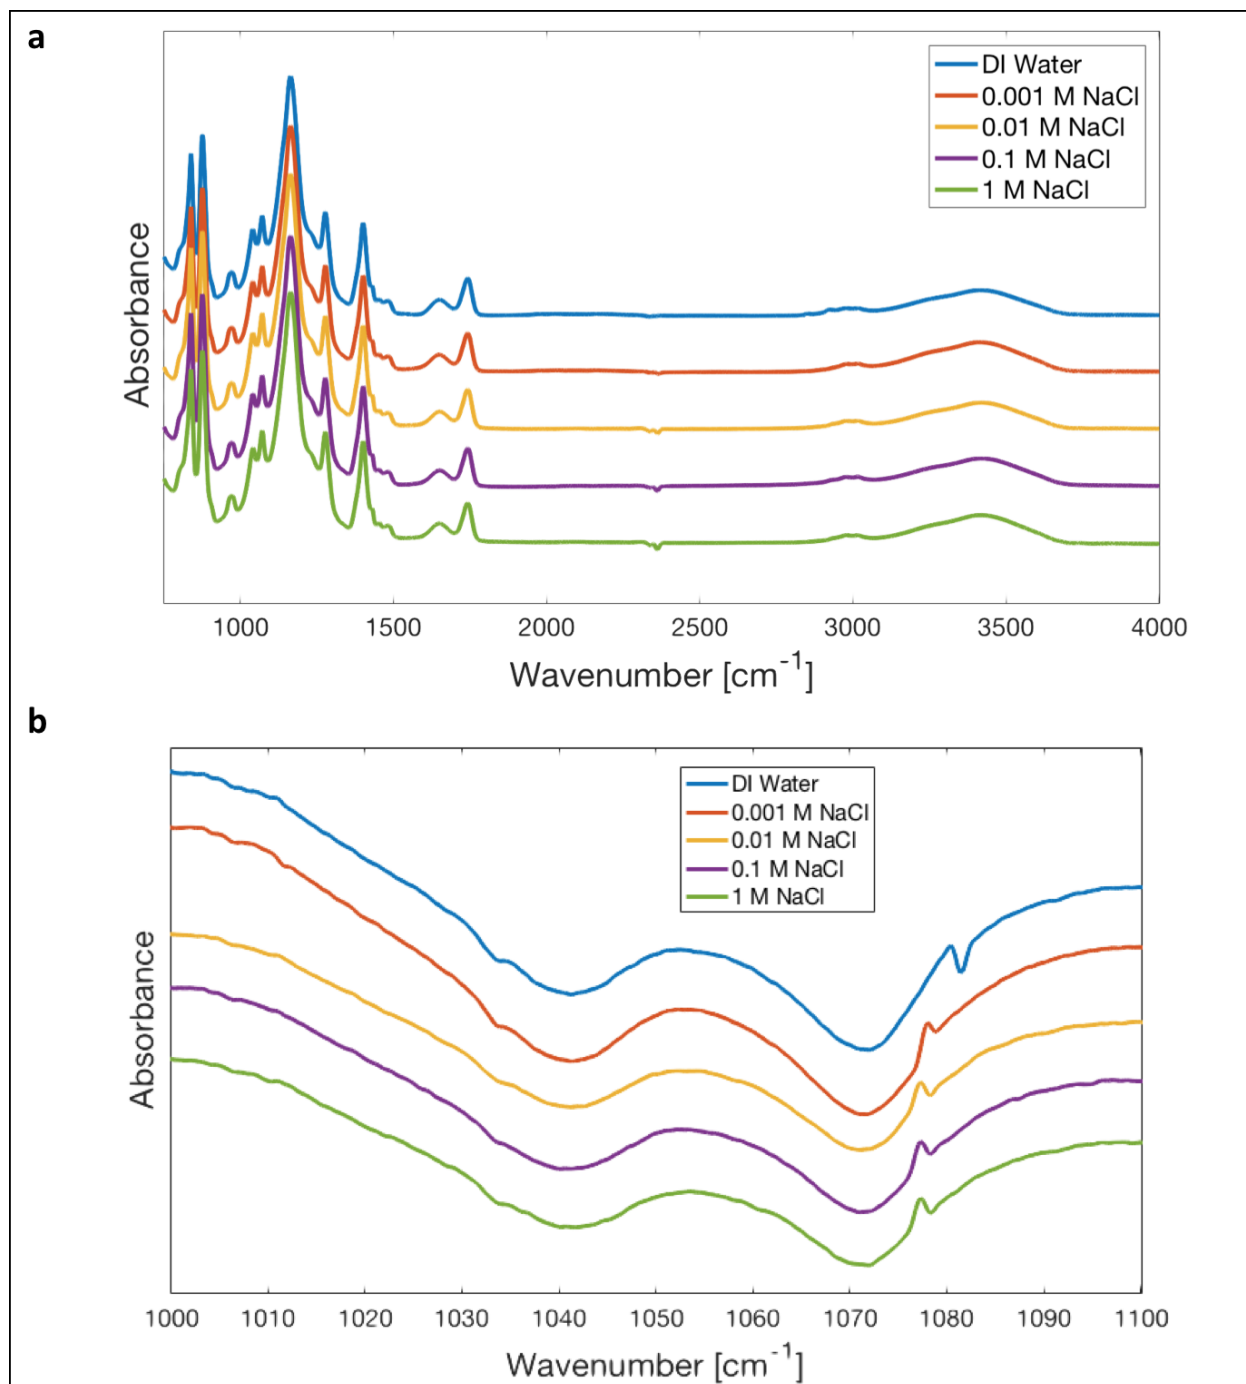 a
DI Water
0.001 M NaCl
0.01 M NaCl
0.1 M NaCl
1 M NaCl
Absorbance
1000 1500 2000 2500 3000 3500 4000
Wavenumber [cm⁻¹]
b
DI Water
0.001 M NaCl
0.01 M NaCl
0.1 M NaCl
1 M NaCl
Absorbance
1000 1010 1020 1030 1040 1050 1060 1070 1080 1090 1100
Wavenumber [cm⁻¹]